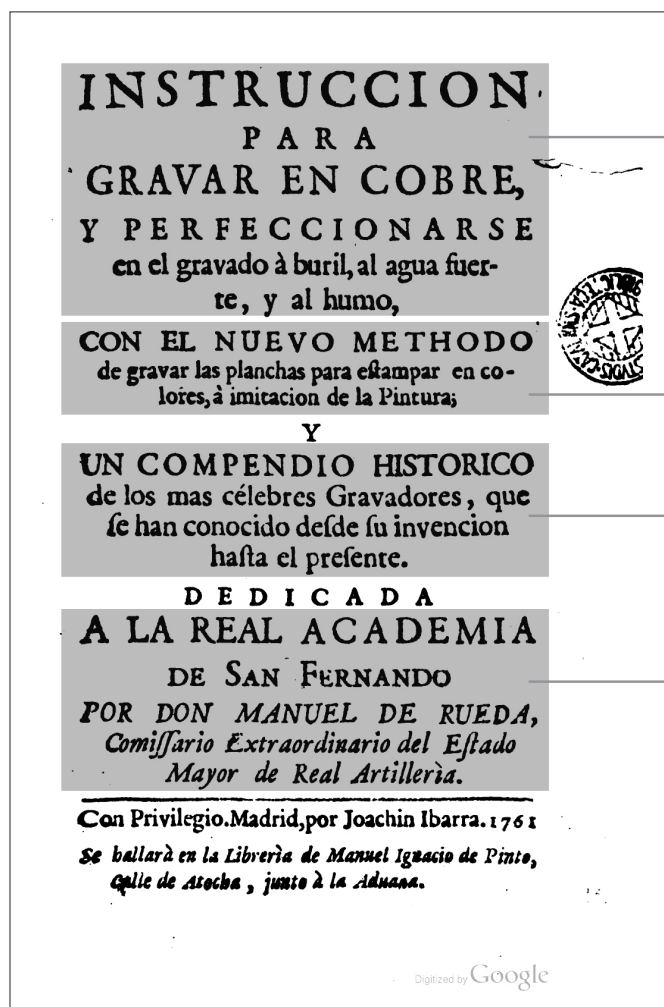 INSTRUCCION
PARA
GRAVAR EN COBRE,
Y PERFECCIONARSE
en el gravado à buril, al agua fuer-
te, y al humo,
CON EL NUEVO METHODO
de gravar las planchas para eſtampar en co-
lores, à imitacion de la Pintura;
Y
UN COMPENDIO HISTORICO
de los mas célebres Gravadores, que
ſe han conocido deſde ſu invencion
haſta el preſente.
DEDICADA
A LA REAL ACADEMIA
DE SAN FERNANDO
POR DON MANUEL DE RUEDA,
Comiſſario Extraordinario del Eſtado
Mayor de Real Artillerìa.
Con Privilegio. Madrid, por Joachin Ibarra. 1761
Se hallarà en la Librerìa de Manuel Ignacio de Pinto,
Calle de Atocha, junto à la Aduana.
Digitized by Google